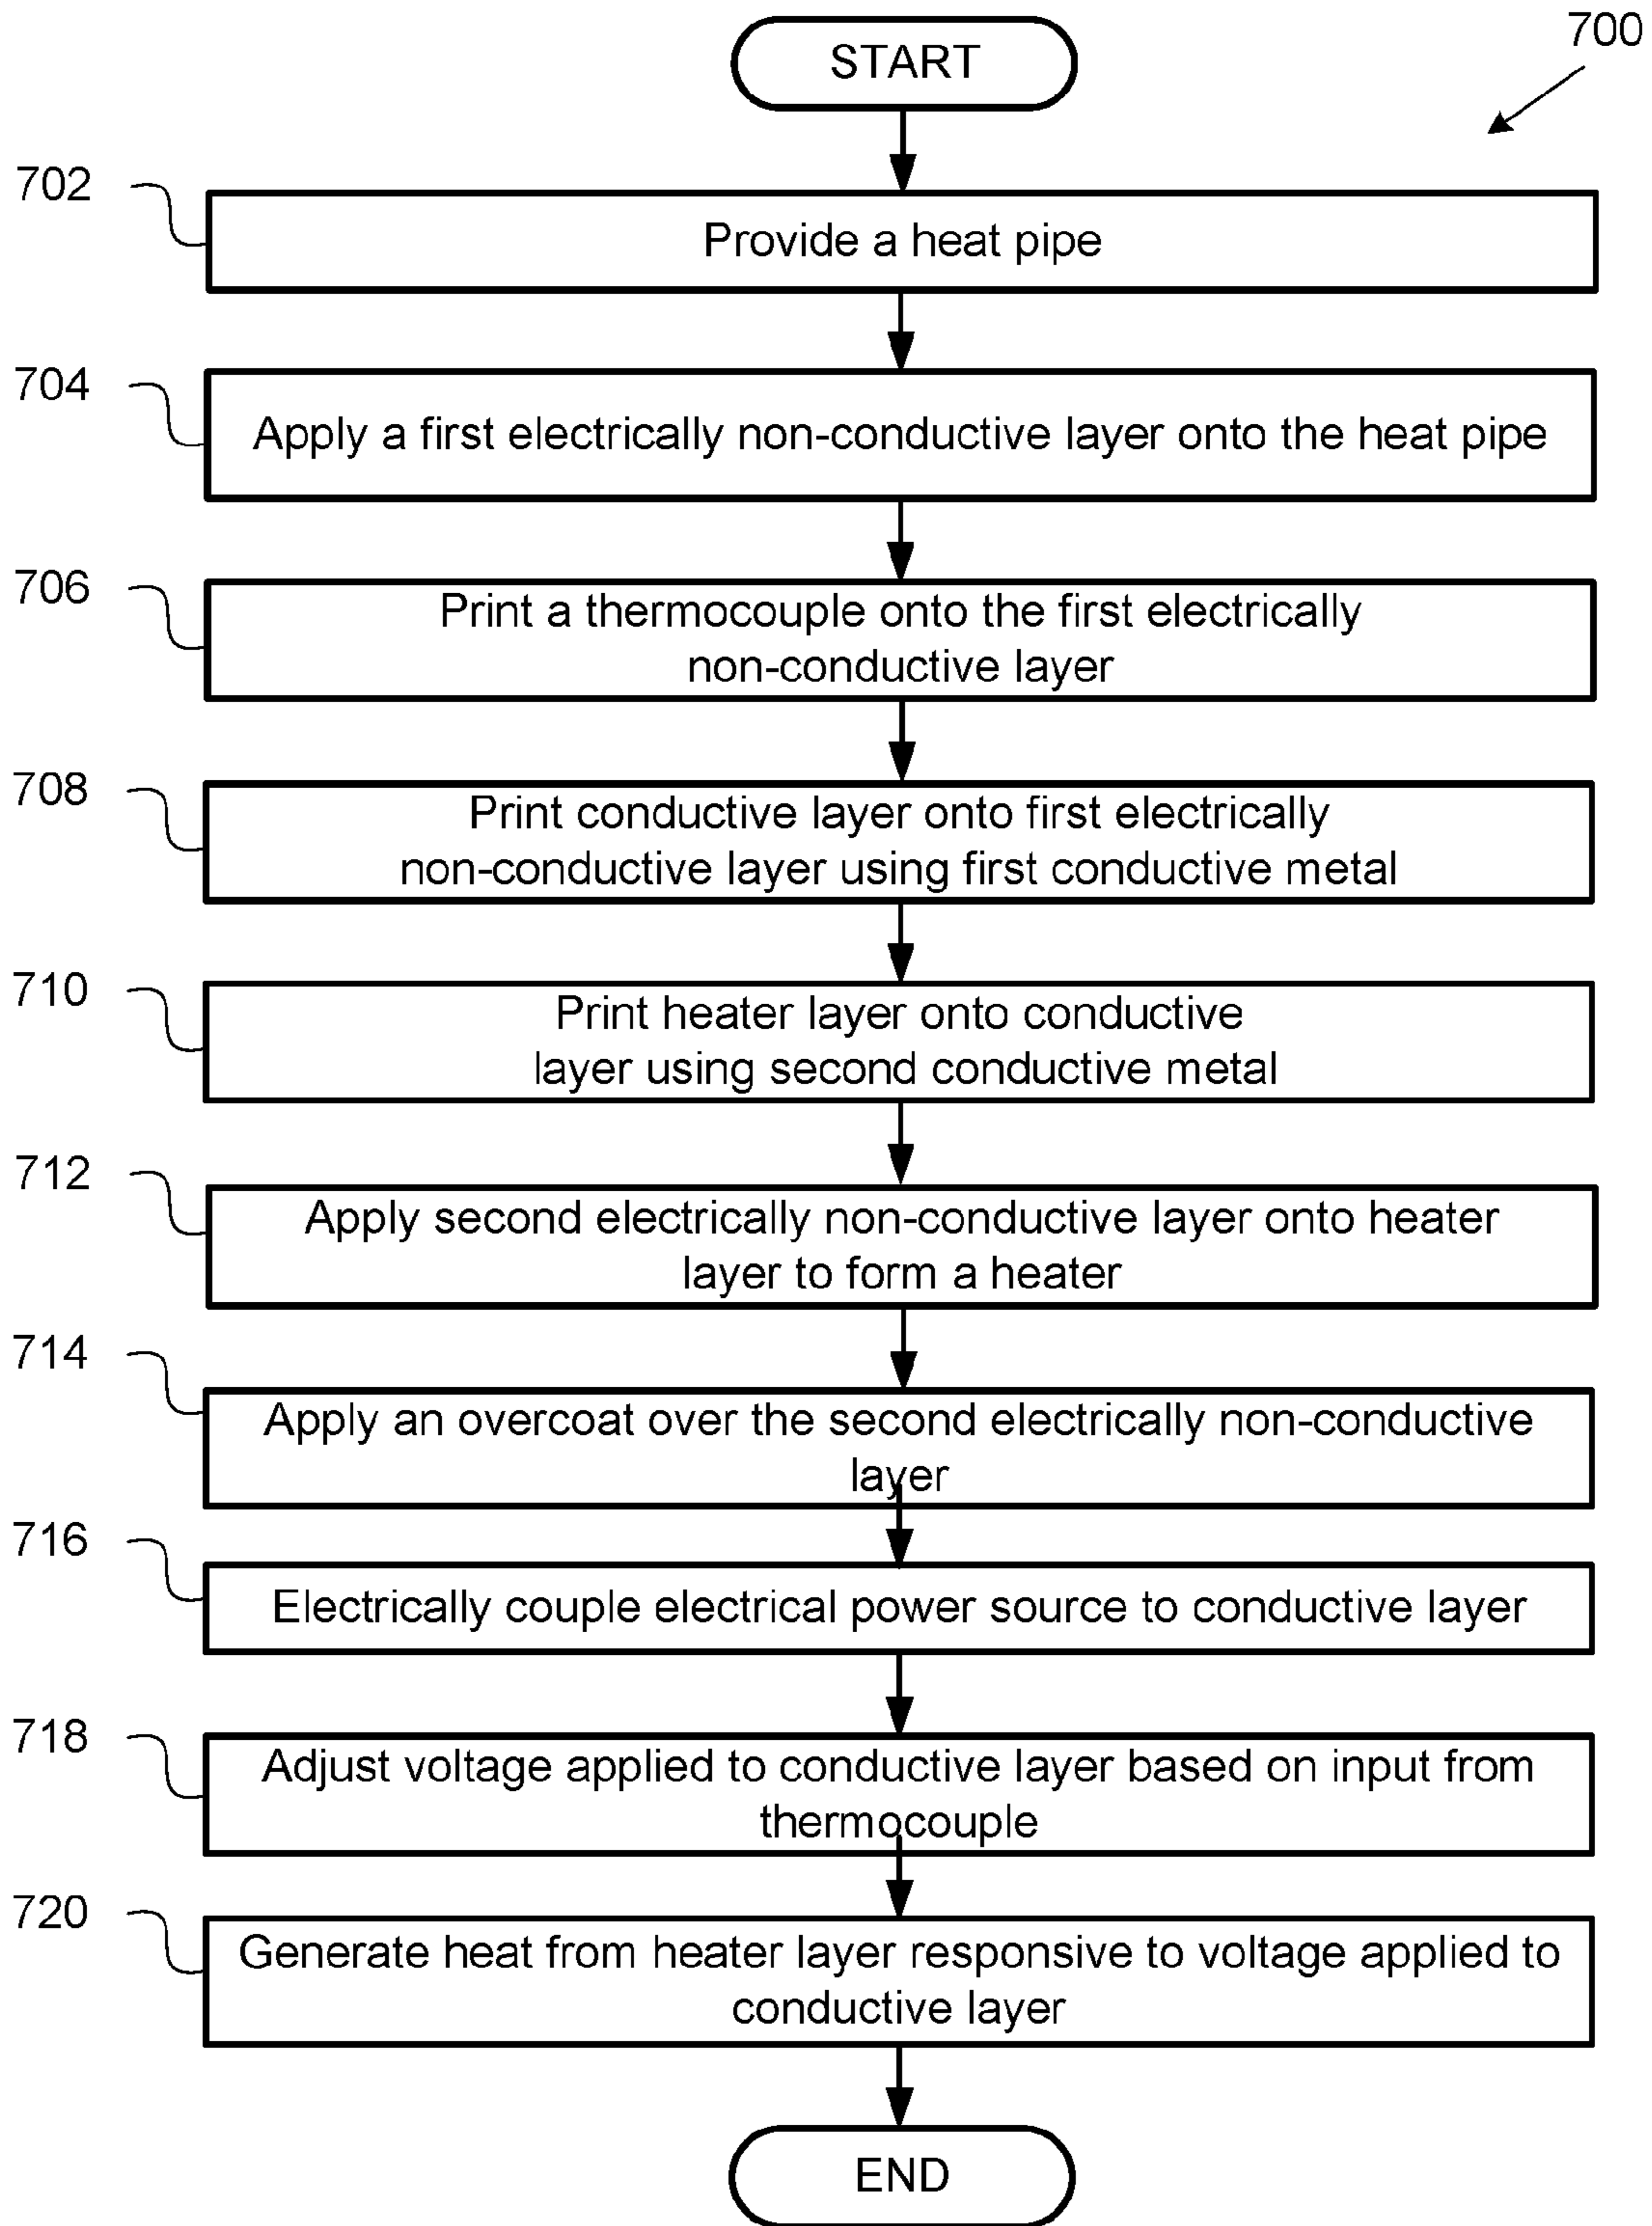 START
700
702
Provide a heat pipe
704
Apply a first electrically non-conductive layer onto the heat pipe
706
Print a thermocouple onto the first electrically
non-conductive layer
708
Print conductive layer onto first electrically
non-conductive layer using first conductive metal
710
Print heater layer onto conductive
layer using second conductive metal
712
Apply second electrically non-conductive layer onto heater
layer to form a heater
714
Apply an overcoat over the second electrically non-conductive
layer
716
Electrically couple electrical power source to conductive layer
718
Adjust voltage applied to conductive layer based on input from
thermocouple
720
Generate heat from heater layer responsive to voltage applied to
conductive layer
END